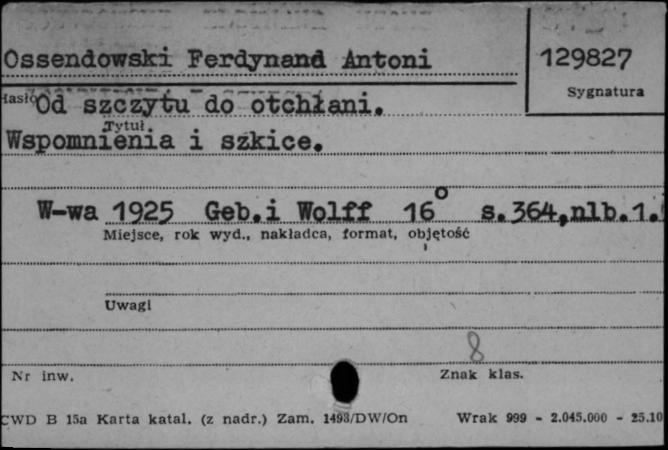 Ossendowski Ferdynand Antoni
129827
Hasło
Sygnatura
Od szczytu do otchłani.
Tytuł
Wspomnienia i szkice.
W-wa 1925 Geb.i Wolff 16° s.364,nlb.1.
Miejsce, rok wyd., nakładca, format, objętość
Uwagi
8
Nr inw.
Znak klas.
CWD B 15a Karta katal. (z nadr.) Zam. 1493/DW/On Wrak 999 - 2.045.000 - 25.10